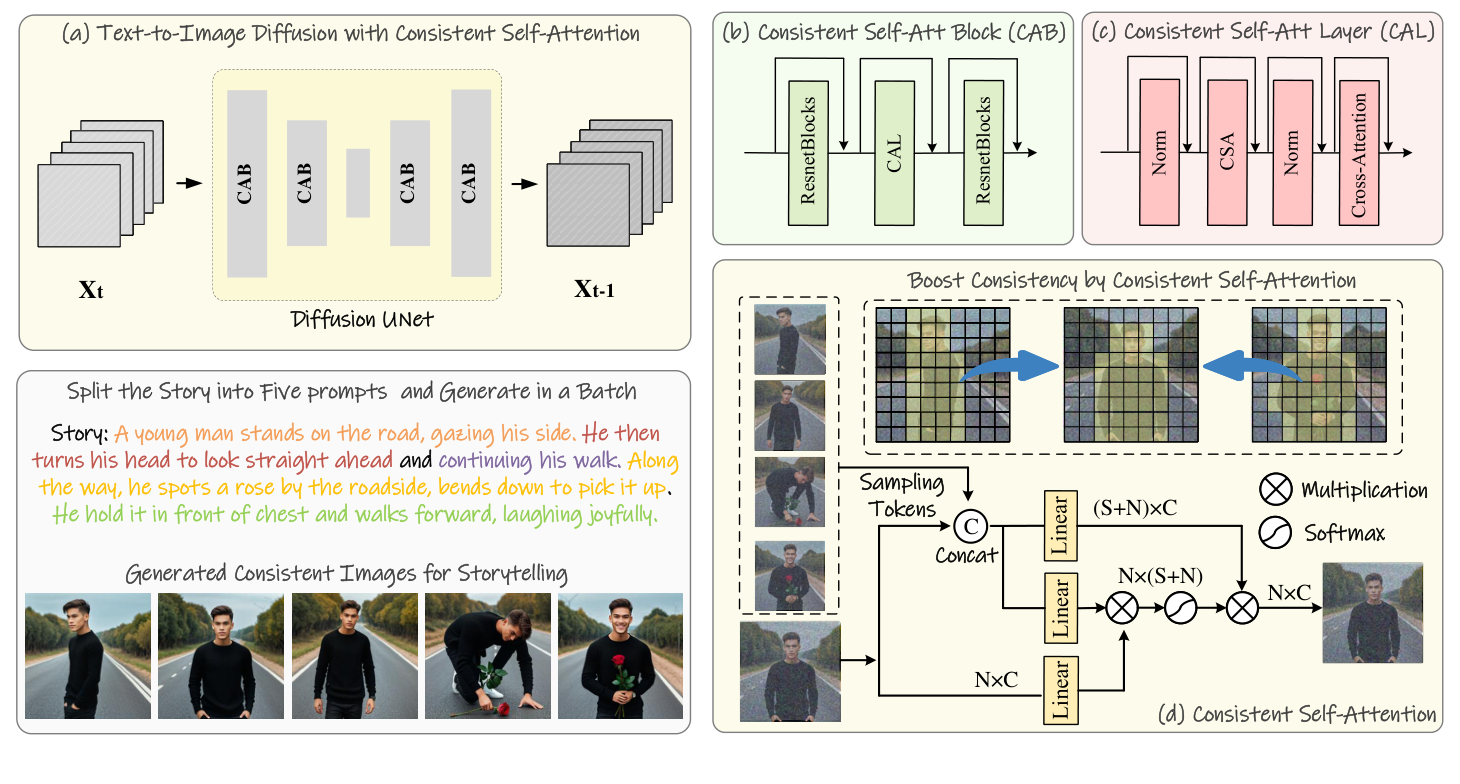 (a) Text-to-Image Diffusion with Consistent Self-Attention
CAB
CAB
CAB
CAB
Xt
Xt-1
Diffusion UNet
(b) Consistent Self-Att Block (CAB)
ResnetBlocks
CAL
ResnetBlocks
(c) Consistent Self-Att Layer (CAL)
Norm
CSA
Norm
Cross-Attention
Split the Story into Five prompts and Generate in a Batch
Story: A young man stands on the road, gazing his side. He then
turns his head to look straight ahead and continuing his walk. Along
the way, he spots a rose by the roadside, bends down to pick it up.
He hold it in front of chest and walks forward, laughing joyfully.
Generated Consistent Images for Storytelling
Boost Consistency by Consistent Self-Attention
Sampling
Tokens
C
Concat
Linear
(S+N)×C
Multiplication
Softmax
Linear
N×(S+N)
N×C
N×C
Linear
(d) Consistent Self-Attention